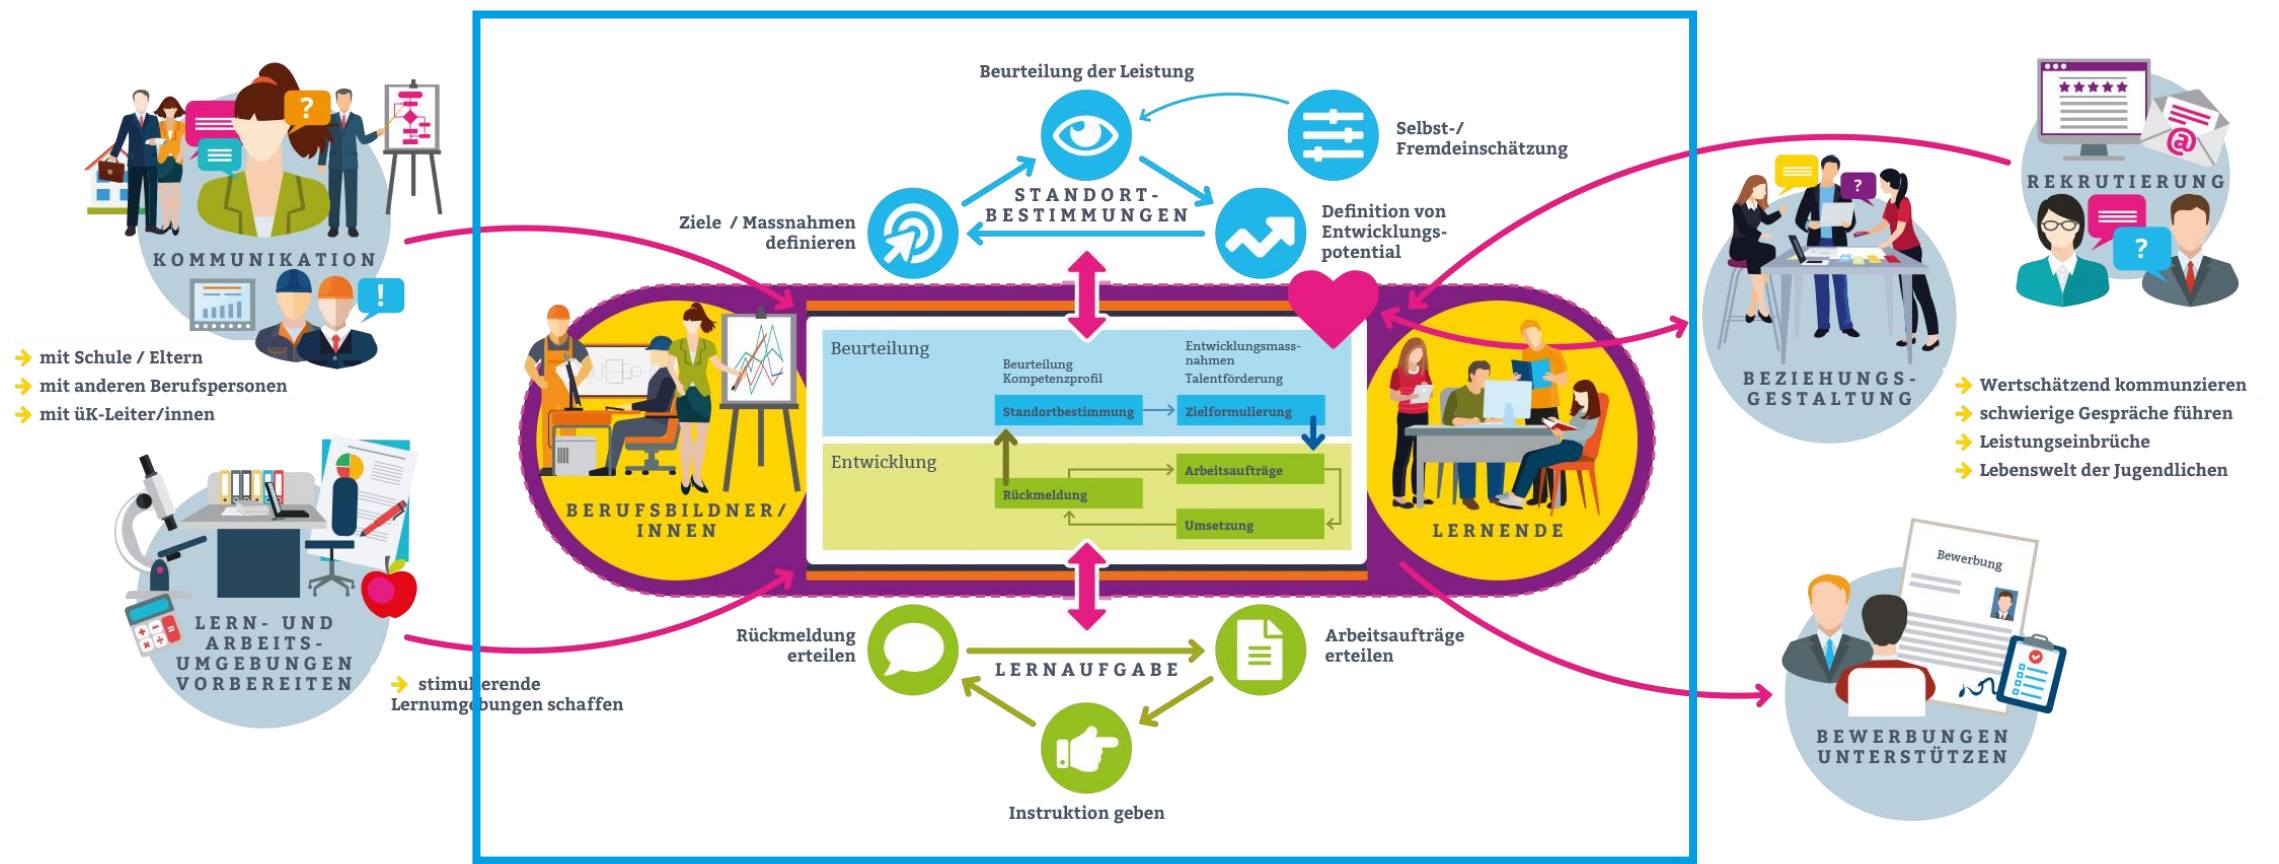 KOMMUNIKATION
mit Schule / Eltern
mit anderen Berufspersonen
mit üK-Leiter/innen
LERN- UND
ARBEITS-
UMGEBUNGEN
VORBEREITEN
stimulierende
Lernumgebungen schaffen
Beurteilung der Leistung
Selbst-/
Fremdeinschätzung
STANDORT-
BESTIMMUNGEN
Ziele / Massnahmen
definieren
Definition von
Entwicklungs-
potential
BERUFSBILDNER/
INNEN
Beurteilung
Beurteilung
Kompetenzprofil
Entwicklungsmass-
nahmen
Talentförderung
Standortbestimmung
Zielformulierung
Entwicklung
Arbeitsaufträge
Rückmeldung
Umsetzung
LERNENDE
Rückmeldung
erteilen
LERNAUFGABE
Arbeitsaufträge
erteilen
Instruktion geben
REKRUTIERUNG
BEZIEHUNGS-
GESTALTUNG
Wertschätzend kommunzieren
schwierige Gespräche führen
Leistungseinbrüche
Lebenswelt der Jugendlichen
Bewerbung
BEWERBUNGEN
UNTERSTÜTZEN